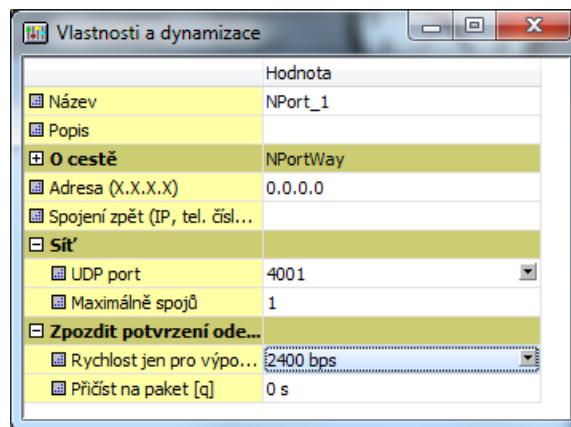 Vlastnosti a dynamizace
Hodnota
Název NPort_1
Popis
O cestě NPortWay
Adresa (X.X.X.X) 0.0.0.0
Spojení zpět (IP, tel. čísl...
Síť
UDP port 4001
Maximálně spojů 1
Zpozdit potvrzení ode...
Rychlost jen pro výpo... 2400 bps
Přičíst na paket [q] 0 s